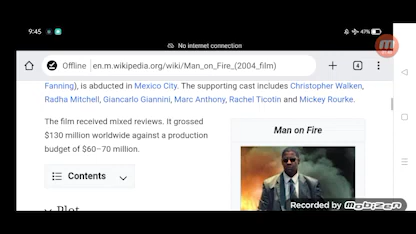 9:45
47%
No internet connection
Offline en.m.wikipedia.org/wiki/Man_on_Fire_(2004_film)
4
Fanning), is abducted in Mexico City. The supporting cast includes Christopher Walken,
Radha Mitchell, Giancarlo Giannini, Marc Anthony, Rachel Ticotin and Mickey Rourke.
The film received mixed reviews. It grossed
$130 million worldwide against a production
budget of $60–70 million.
Man on Fire
Contents
Plot
Recorded by Mobizen